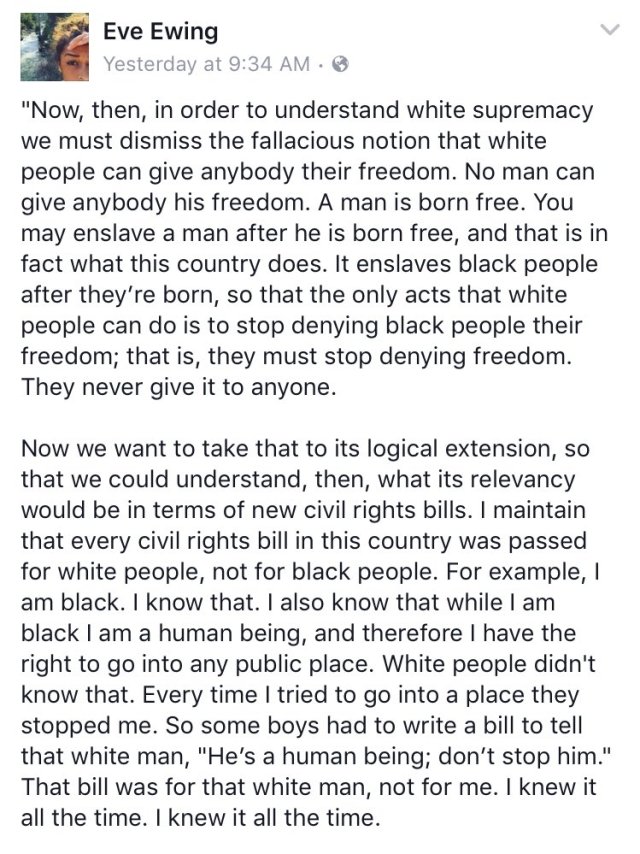 Eve Ewing
Yesterday at 9:34 AM ·
"Now, then, in order to understand white supremacy
we must dismiss the fallacious notion that white
people can give anybody their freedom. No man can
give anybody his freedom. A man is born free. You
may enslave a man after he is born free, and that is in
fact what this country does. It enslaves black people
after they’re born, so that the only acts that white
people can do is to stop denying black people their
freedom; that is, they must stop denying freedom.
They never give it to anyone.
Now we want to take that to its logical extension, so
that we could understand, then, what its relevancy
would be in terms of new civil rights bills. I maintain
that every civil rights bill in this country was passed
for white people, not for black people. For example, I
am black. I know that. I also know that while I am
black I am a human being, and therefore I have the
right to go into any public place. White people didn't
know that. Every time I tried to go into a place they
stopped me. So some boys had to write a bill to tell
that white man, "He’s a human being; don’t stop him."
That bill was for that white man, not for me. I knew it
all the time. I knew it all the time.